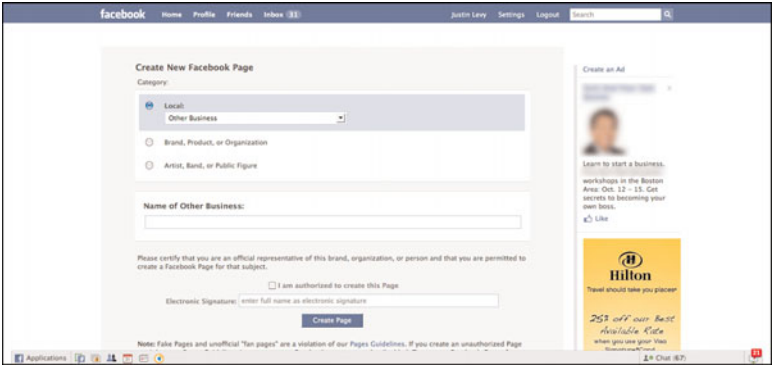 facebook Home Profile Friends Inbox 31 Justin Levy Settings Logout Search
Create New Facebook Page
Category:
Local:
Other Business
Brand, Product, or Organization
Artist, Band, or Public Figure
Name of Other Business:
Please certify that you are an official representative of this brand, organization, or person and that you are permitted to
create a Facebook Page for that subject.
I am authorized to create this Page
Electronic Signature: enter full name as electronic signature
Create Page
Note: Fake Pages and unofficial "fan pages" are a violation of our Pages Guidelines. If you create an unauthorized Page
Create an Ad
Learn to start a business.
workshops in the Boston
Area: Oct. 12 - 15. Get
secrets to becoming your
own boss.
Like
Hilton
Travel should take you places
25% off our Best
Available Rate
when you use your Visa
Applications
Chat (67)
21